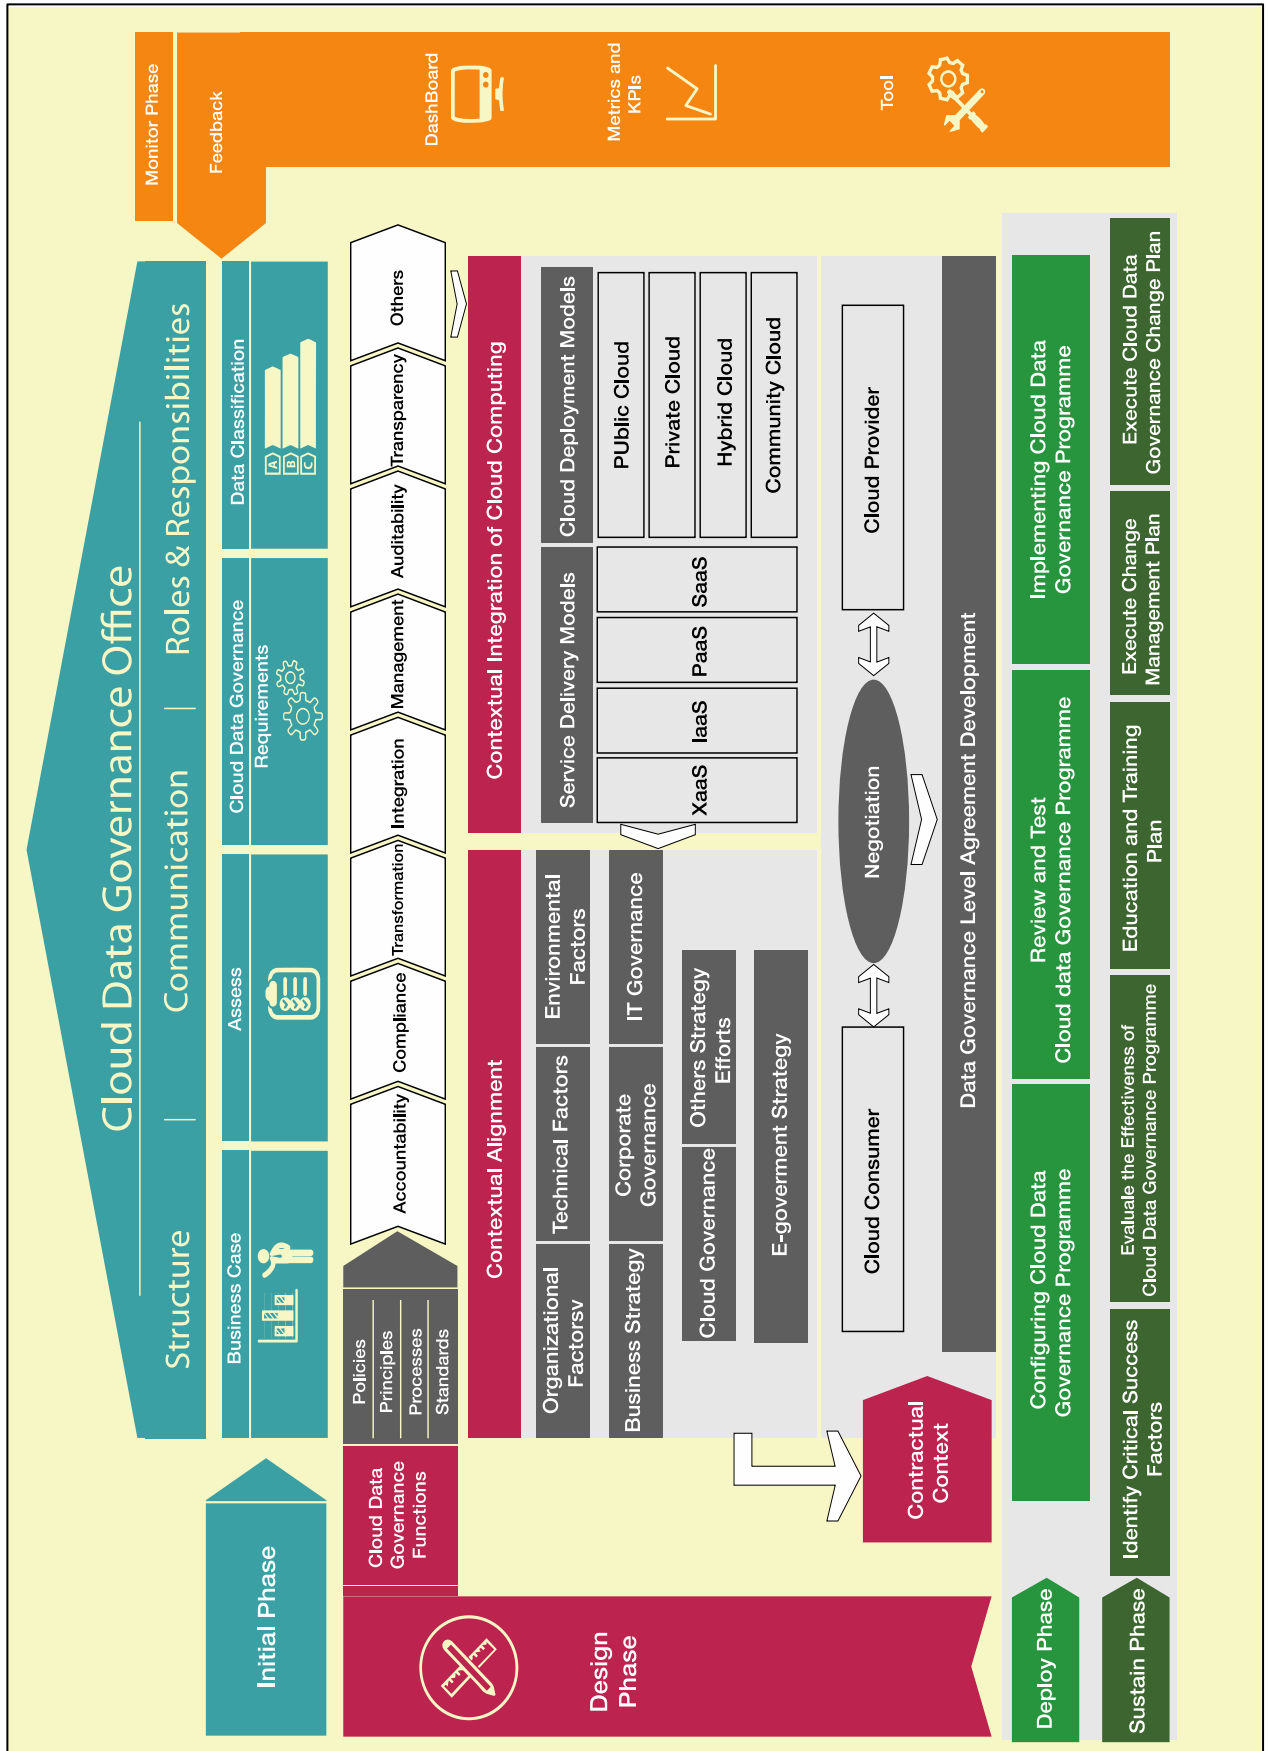 Cloud Data Governance Office
Structure
Communication
Roles & Responsibilities
Monitor Phase
Feedback
DashBoard
Metrics and
KPIs
Tool
Initial Phase
Business Case
Assess
Cloud Data Governance
Requirements
Data Classification
A
B
C
Design
Phase
Cloud Data
Governance
Functions
Policies
Principles
Processes
Standards
Accountability
Compliance
Transformation
Integration
Management
Auditability
Transparency
Others
Contextual Alignment
Organizational
Factorsv
Technical Factors
Environmental
Factors
Business Strategy
Corporate
Governance
IT Governance
Cloud Governance
Others Strategy
Efforts
E-goverment Strategy
Contextual Integration of Cloud Computing
Service Delivery Models
XaaS
IaaS
PaaS
SaaS
Cloud Deployment Models
PUblic Cloud
Private Cloud
Hybrid Cloud
Community Cloud
Contractual
Context
Cloud Consumer
Negotiation
Cloud Provider
Data Governance Level Agreement Development
Deploy Phase
Configuring Cloud Data
Governance Programme
Review and Test
Cloud data Governance Programme
Implementing Cloud Data
Governance Programme
Sustain Phase
Identify Critical Success
Factors
Evaluate the Effectivenss of
Cloud Data Governance Programme
Education and Training
Plan
Execute Change
Management Plan
Execute Cloud Data
Governance Change Plan